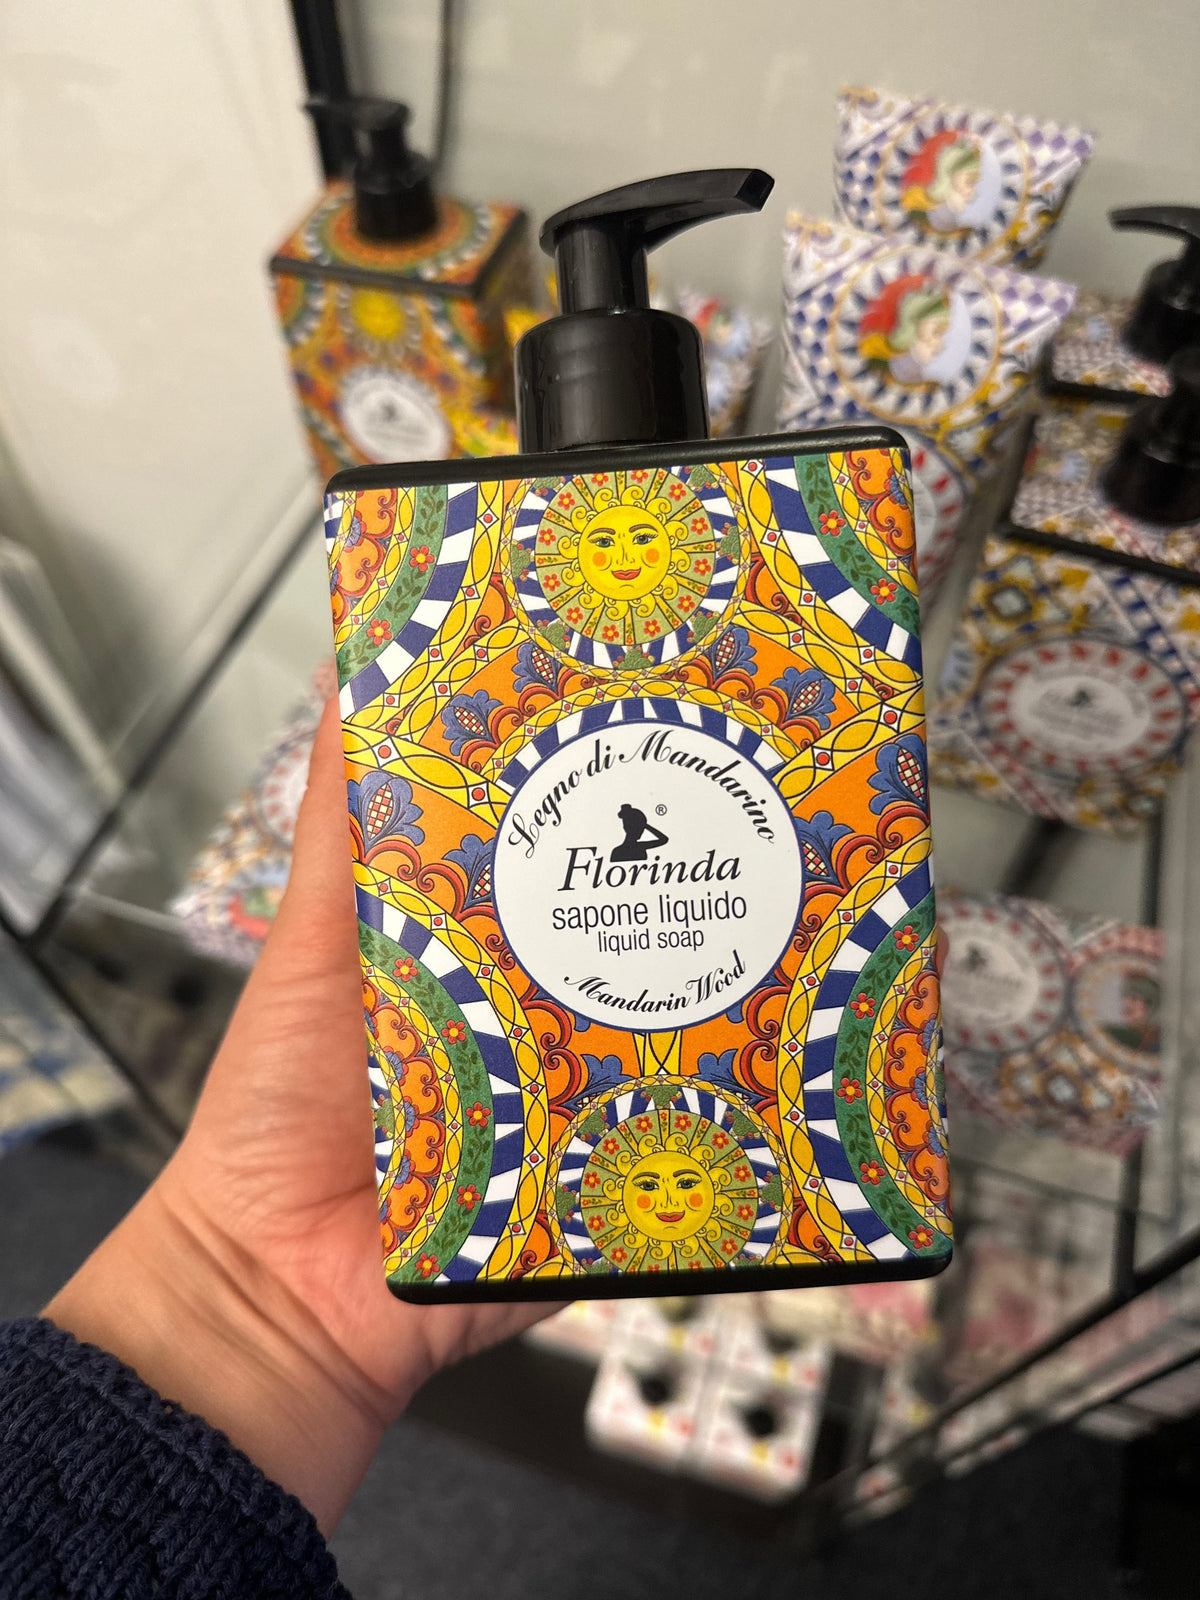 Legno di Mandarino
®
Florinda
sapone liquido
liquid soap
Mandarin Wood